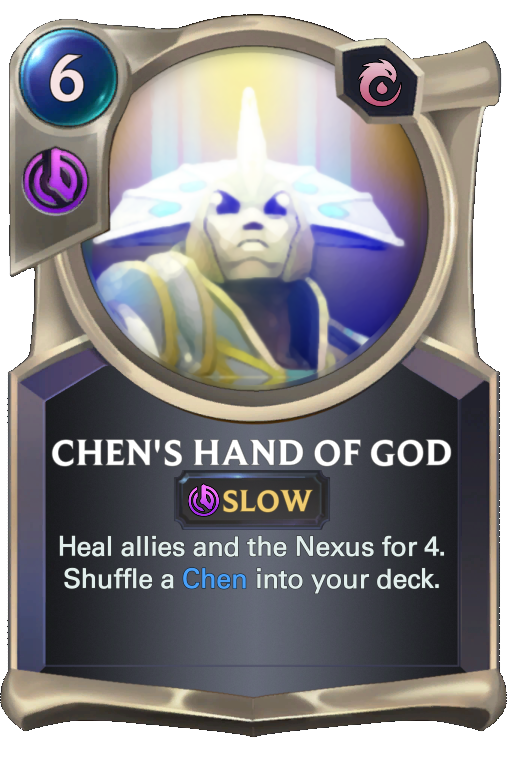 6
CHEN'S HAND OF GOD
SLOW
Heal allies and the Nexus for 4.
Shuffle a Chen into your deck.